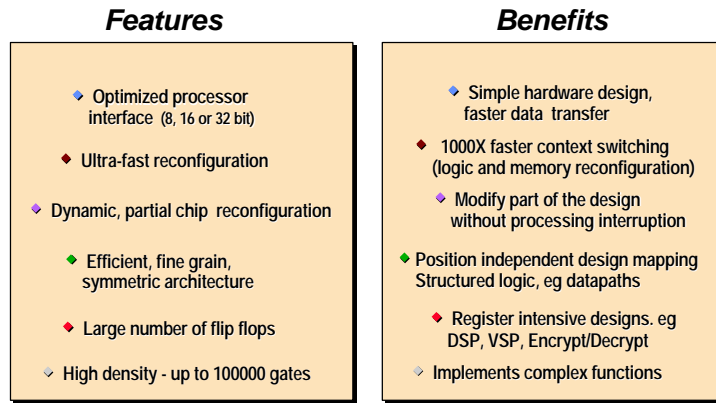 Features
Optimized processor
interface (8, 16 or 32 bit)
Ultra-fast reconfiguration
Dynamic, partial chip reconfiguration
Efficient, fine grain,
symmetric architecture
Large number of flip flops
High density - up to 100000 gates
Benefits
Simple hardware design,
faster data transfer
1000X faster context switching
(logic and memory reconfiguration)
Modify part of the design
without processing interruption
Position independent design mapping
Structured logic, eg datapaths
Register intensive designs. eg
DSP, VSP, Encrypt/Decrypt
Implements complex functions